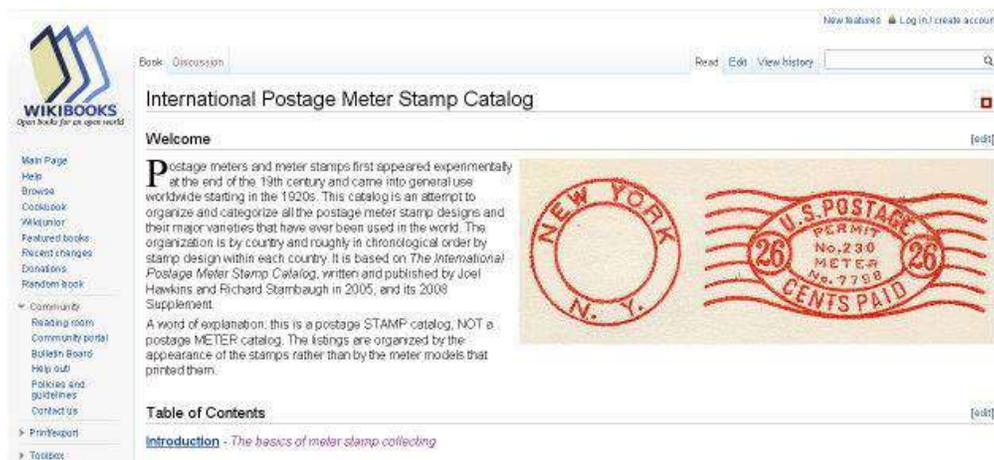 New features Log in / create accoun
Book Discussion Read Edit View history
WIKIBOOKS
Open books for an open world
International Postage Meter Stamp Catalog
Main Page
Help
Browse
Cookbook
Wikijunior
Featured books
Recent changes
Donations
Random book
Community
Reading room
Community portal
Bulletin Board
Help out!
Policies and
guidelines
Contact us
Print/export
Toolbox
Welcome [edit]
Postage meters and meter stamps first appeared experimentally
at the end of the 19th century and came into general use
worldwide starting in the 1920s. This catalog is an attempt to
organize and categorize all the postage meter stamp designs and
their major varieties that have ever been used in the world. The
organization is by country and roughly in chronological order by
stamp design within each country. It is based on The International
Postage Meter Stamp Catalog, written and published by Joel
Hawkins and Richard Stambaugh in 2005, and its 2008
Supplement.
A word of explanation: this is a postage STAMP catalog, NOT a
postage METER catalog. The listings are organized by the
appearance of the stamps rather than by the meter models that
printed them.
NEW YORK
N. Y.
U.S. POSTAGE
PERMIT
No. 230
26 26
METER
No. 7798
CENTS PAID
Table of Contents [edit]
Introduction - The basics of meter stamp collecting